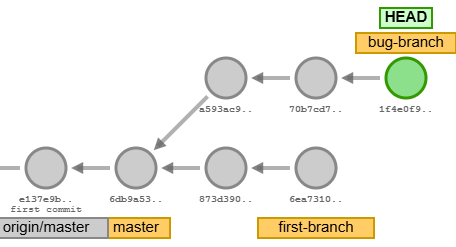 HEAD
bug-branch
a593ac9..
70b7cd7..
1f4e0f9..
e137e9b..
first commit
6db9a53..
873d390..
6ea7310..
origin/master
master
first-branch